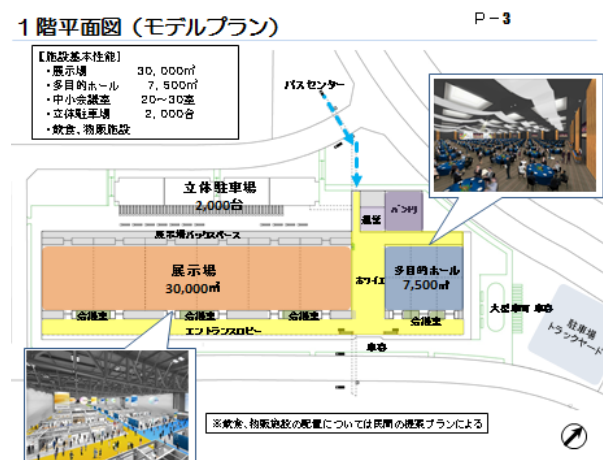 １階平面図（モデルプラン）
P－3
【施設基本性能】
・展示場 30,000㎡
・多目的ホール 7,500㎡
・中小会議室 20～30室
・立体駐車場 2,000台
・飲食、物販施設
バスセンター
立体駐車場
2,000台
運営
パントリ
展示場バックスペース
展示場
30,000㎡
ホワイエ
多目的ホール
7,500㎡
会議室
会議室
会議室
会議室
エントランスロビー
大型車両 車寄
駐車場
トラックヤード
車寄
※飲食、物販施設の配置については民間の提案プランによる